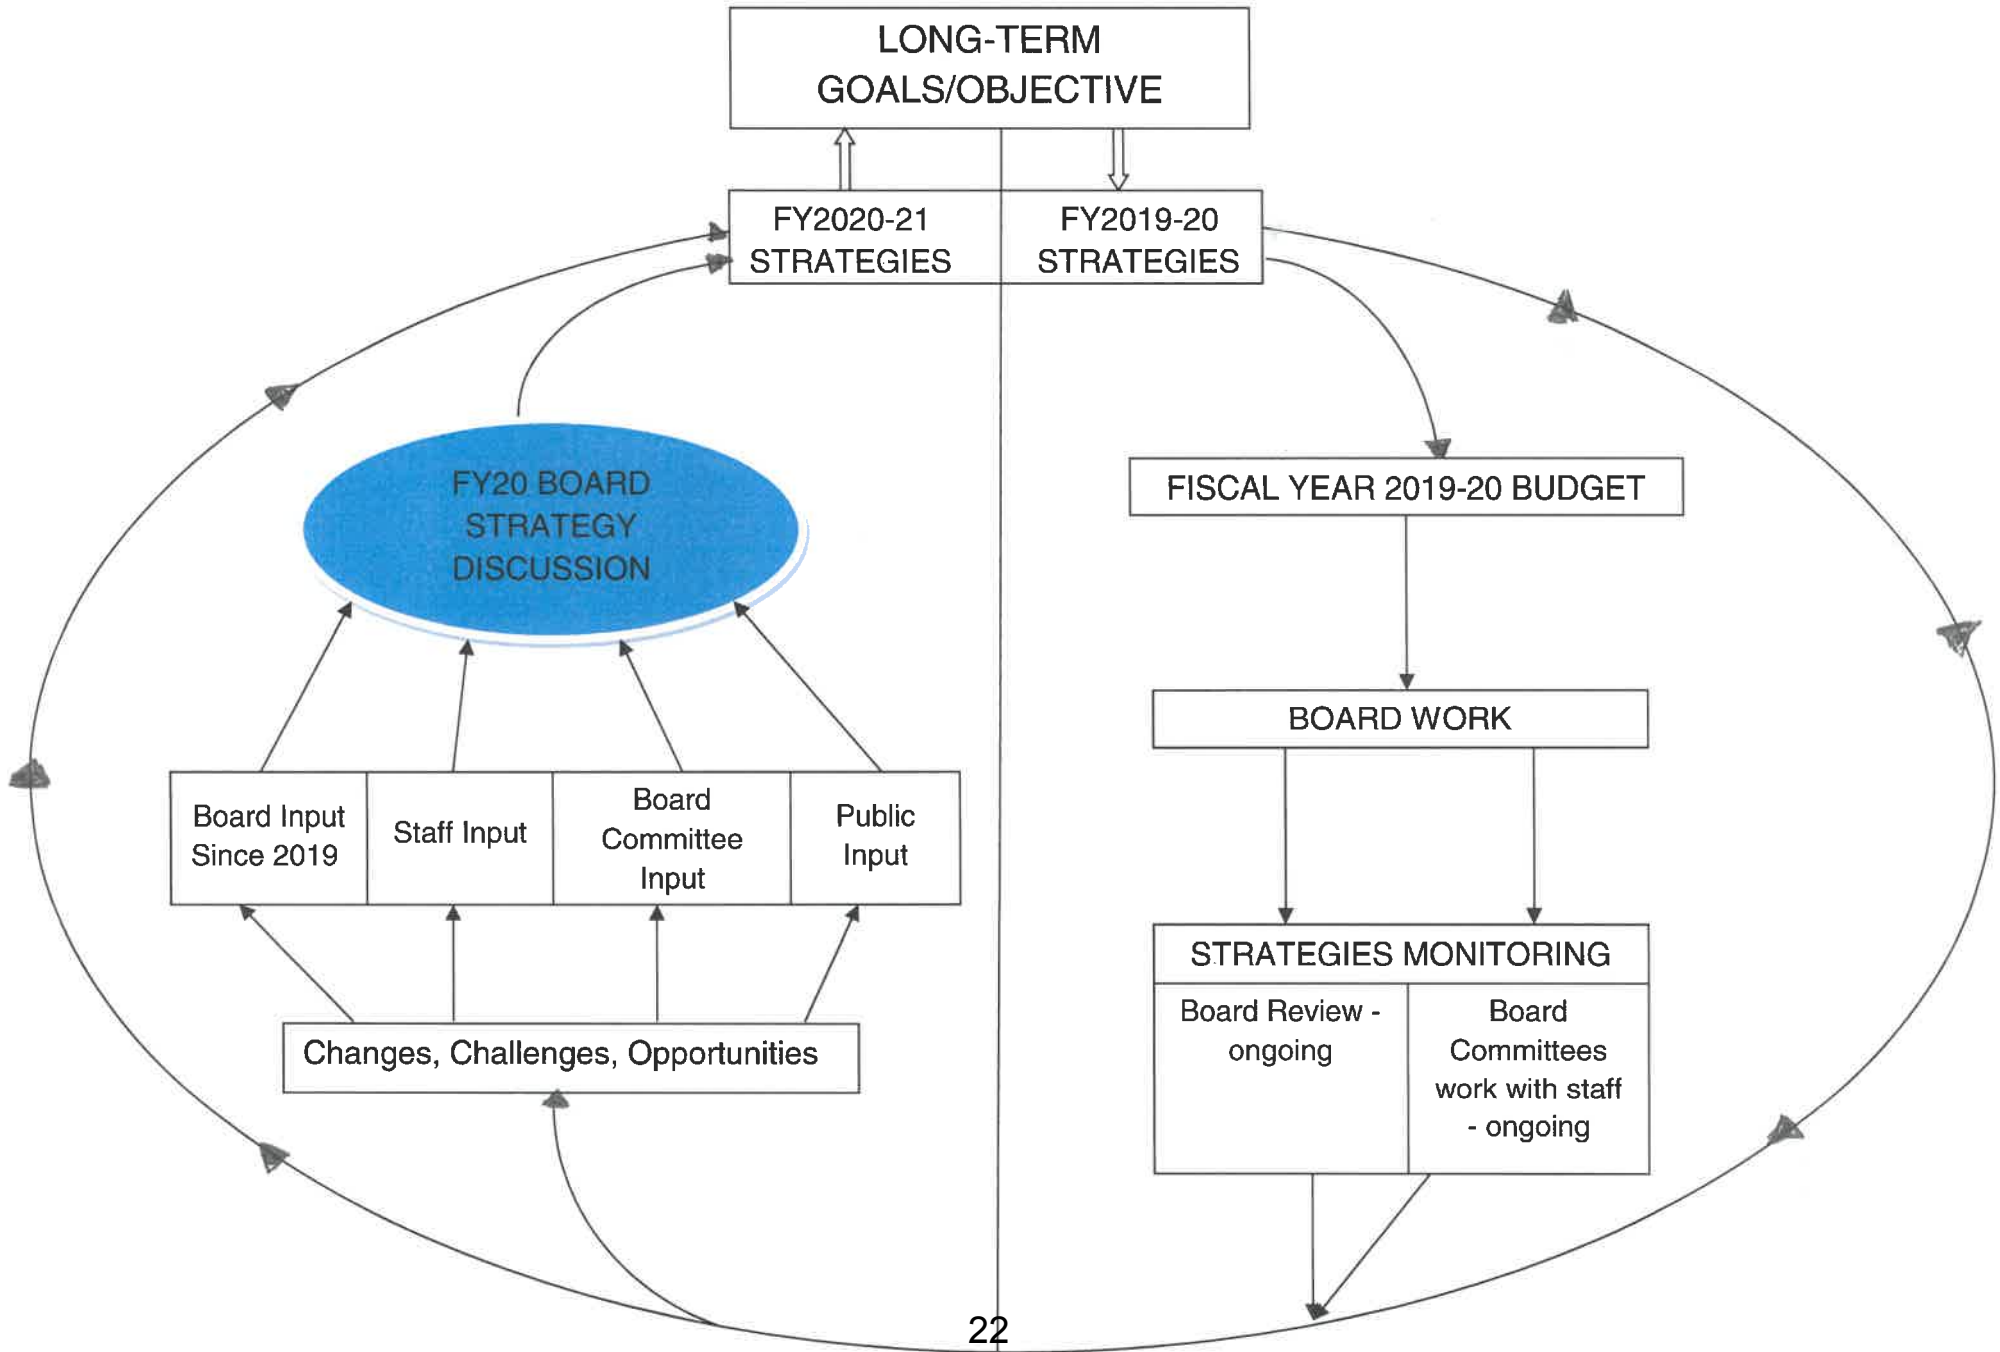 LONG-TERM
GOALS/OBJECTIVE
FY2020-21
STRATEGIES
FY2019-20
STRATEGIES
FY20 BOARD
STRATEGY
DISCUSSION
FISCAL YEAR 2019-20 BUDGET
BOARD WORK
Board Input
Since 2019
Staff Input
Board
Committee
Input
Public
Input
STRATEGIES MONITORING
Board Review -
ongoing
Board
Committees
work with staff
- ongoing
Changes, Challenges, Opportunities
22